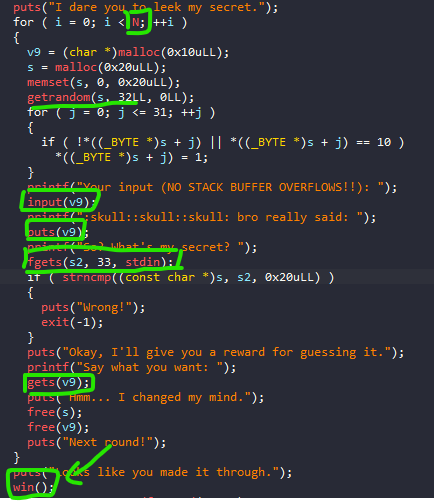 puts("I dare you to leek my secret.");
for ( i = 0; i < N; ++i )
{
v9 = (char *)malloc(0x10uLL);
s = malloc(0x20uLL);
memset(s, 0, 0x20uLL);
getrandom(s, 32LL, 0LL);
for ( j = 0; j <= 31; ++j )
{
if ( !*((_BYTE *)s + j) || *((_BYTE *)s + j) == 10 )
*((_BYTE *)s + j) = 1;
}
printf("Your input (NO STACK BUFFER OVERFLOWS!!): ");
input(v9);
printf(":skull::skull::skull: bro really said: ");
puts(v9);
printf("So? What's my secret? ");
fgets(s2, 33, stdin);
if ( strncmp((const char *)s, s2, 0x20uLL) )
{
puts("Wrong!");
exit(-1);
}
puts("Okay, I'll give you a reward for guessing it.");
printf("Say what you want: ");
gets(v9);
puts("Hmm... I changed my mind.");
free(s);
free(v9);
puts("Next round!");
}
puts("Looks like you made it through.");
win();